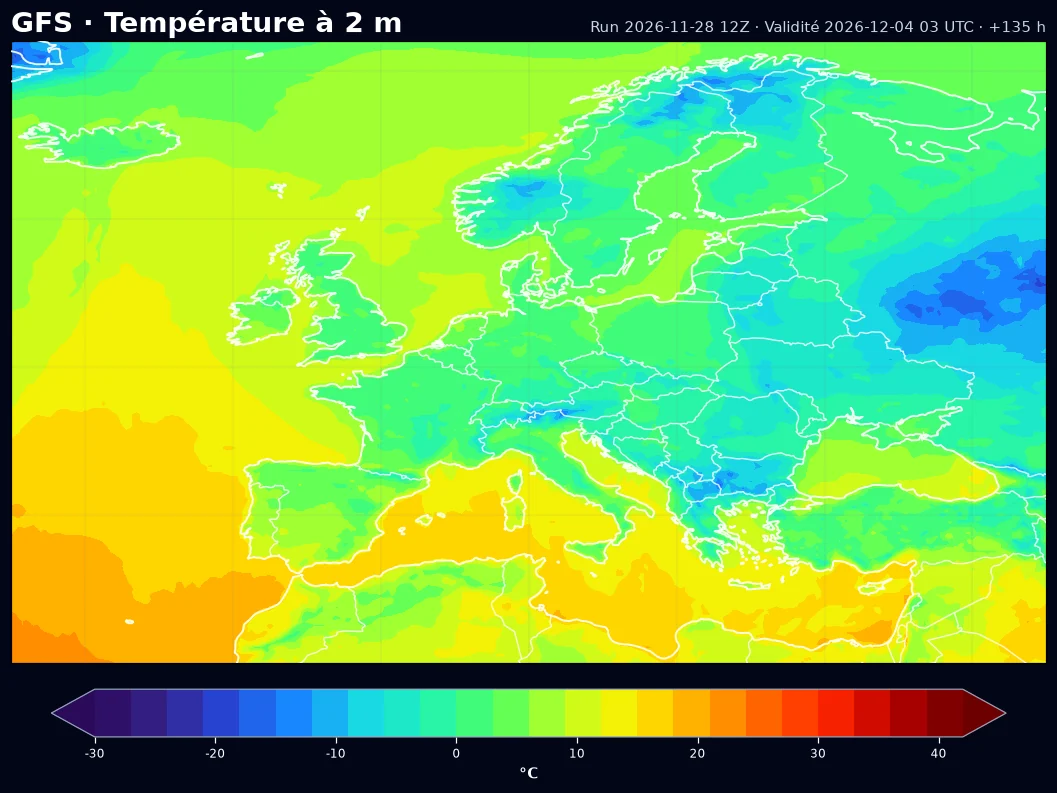 GFS · Température à 2 m
Run 2026-11-28 12Z · Validité 2026-12-04 03 UTC · +135 h
-30 -20 -10 0 10 20 30 40
°C